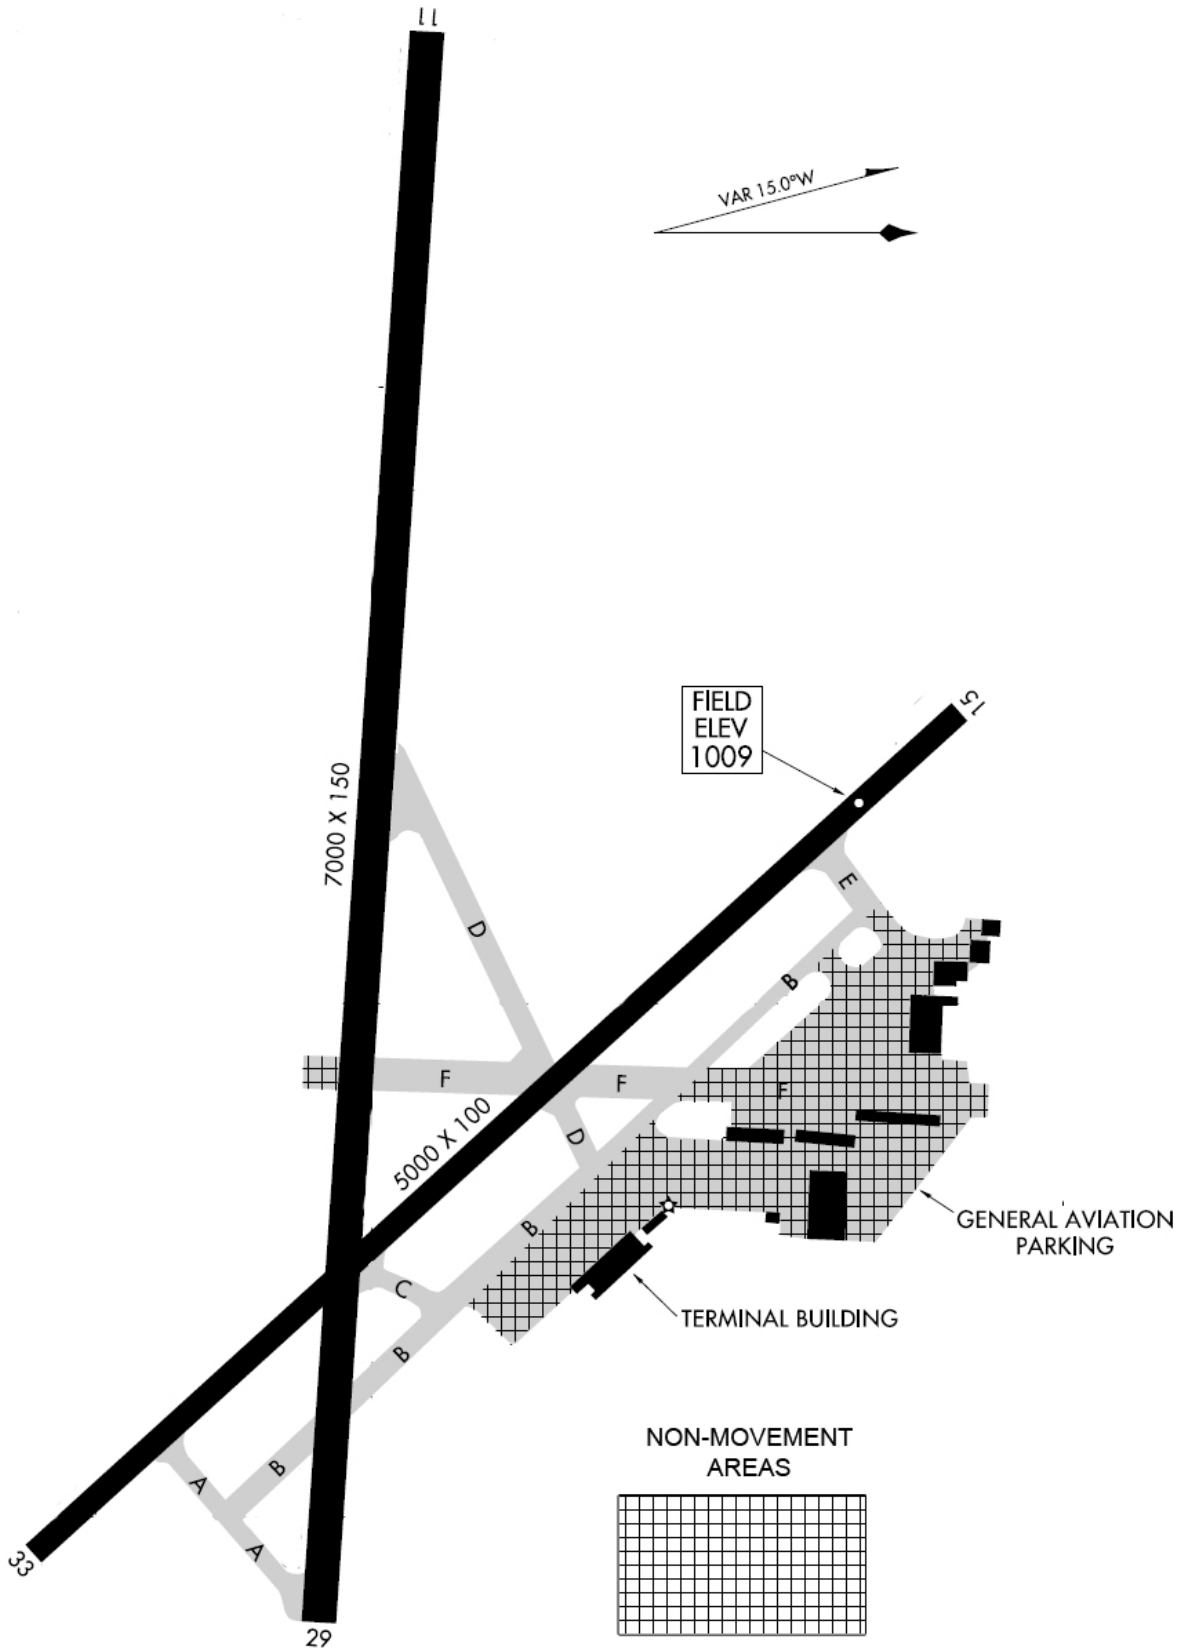 11
VAR 15.0°W
FIELD
ELEV
1009
15
7000 X 150
E
D
B
F
F
F
5000 X 100
D
B
GENERAL AVIATION
PARKING
C
TERMINAL BUILDING
B
NON-MOVEMENT
AREAS
B
A
A
33
29